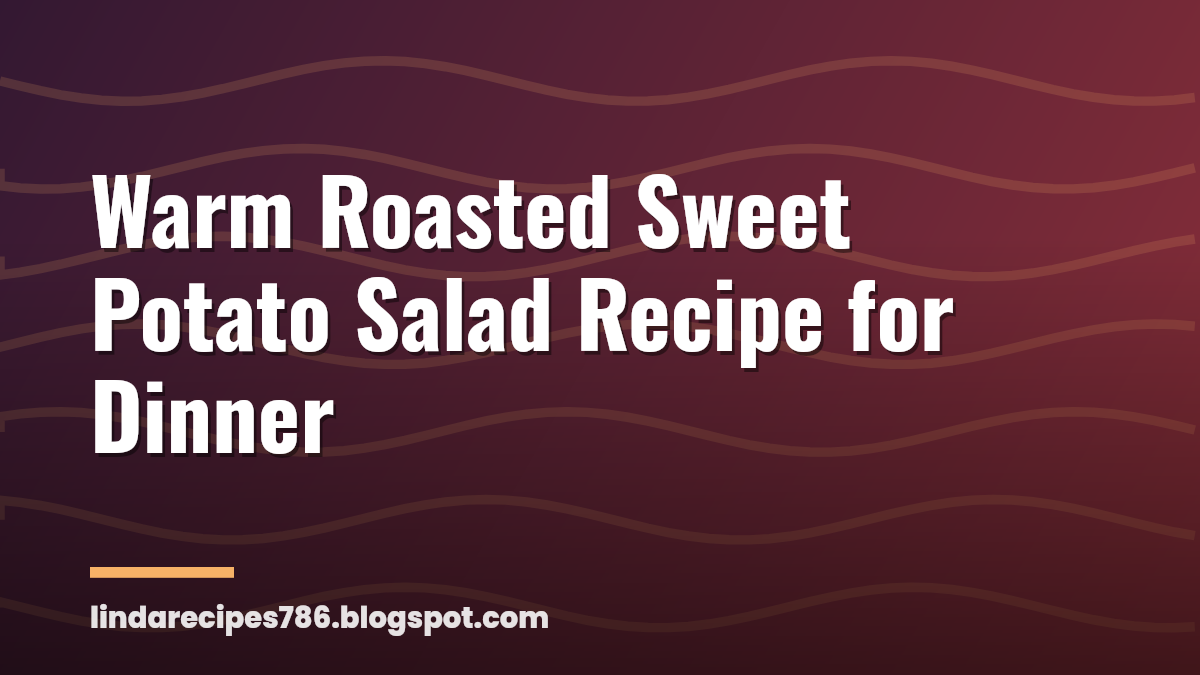 Warm Roasted Sweet
Potato Salad Recipe for
Dinner
lindarecipes786.blogspot.com